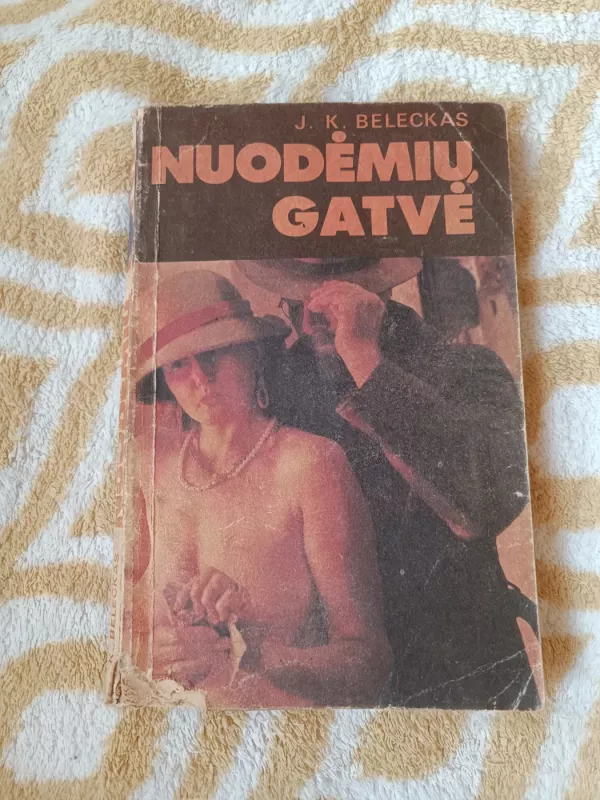 J. K. BELECKAS
NUODĖMIŲ
GATVĖ